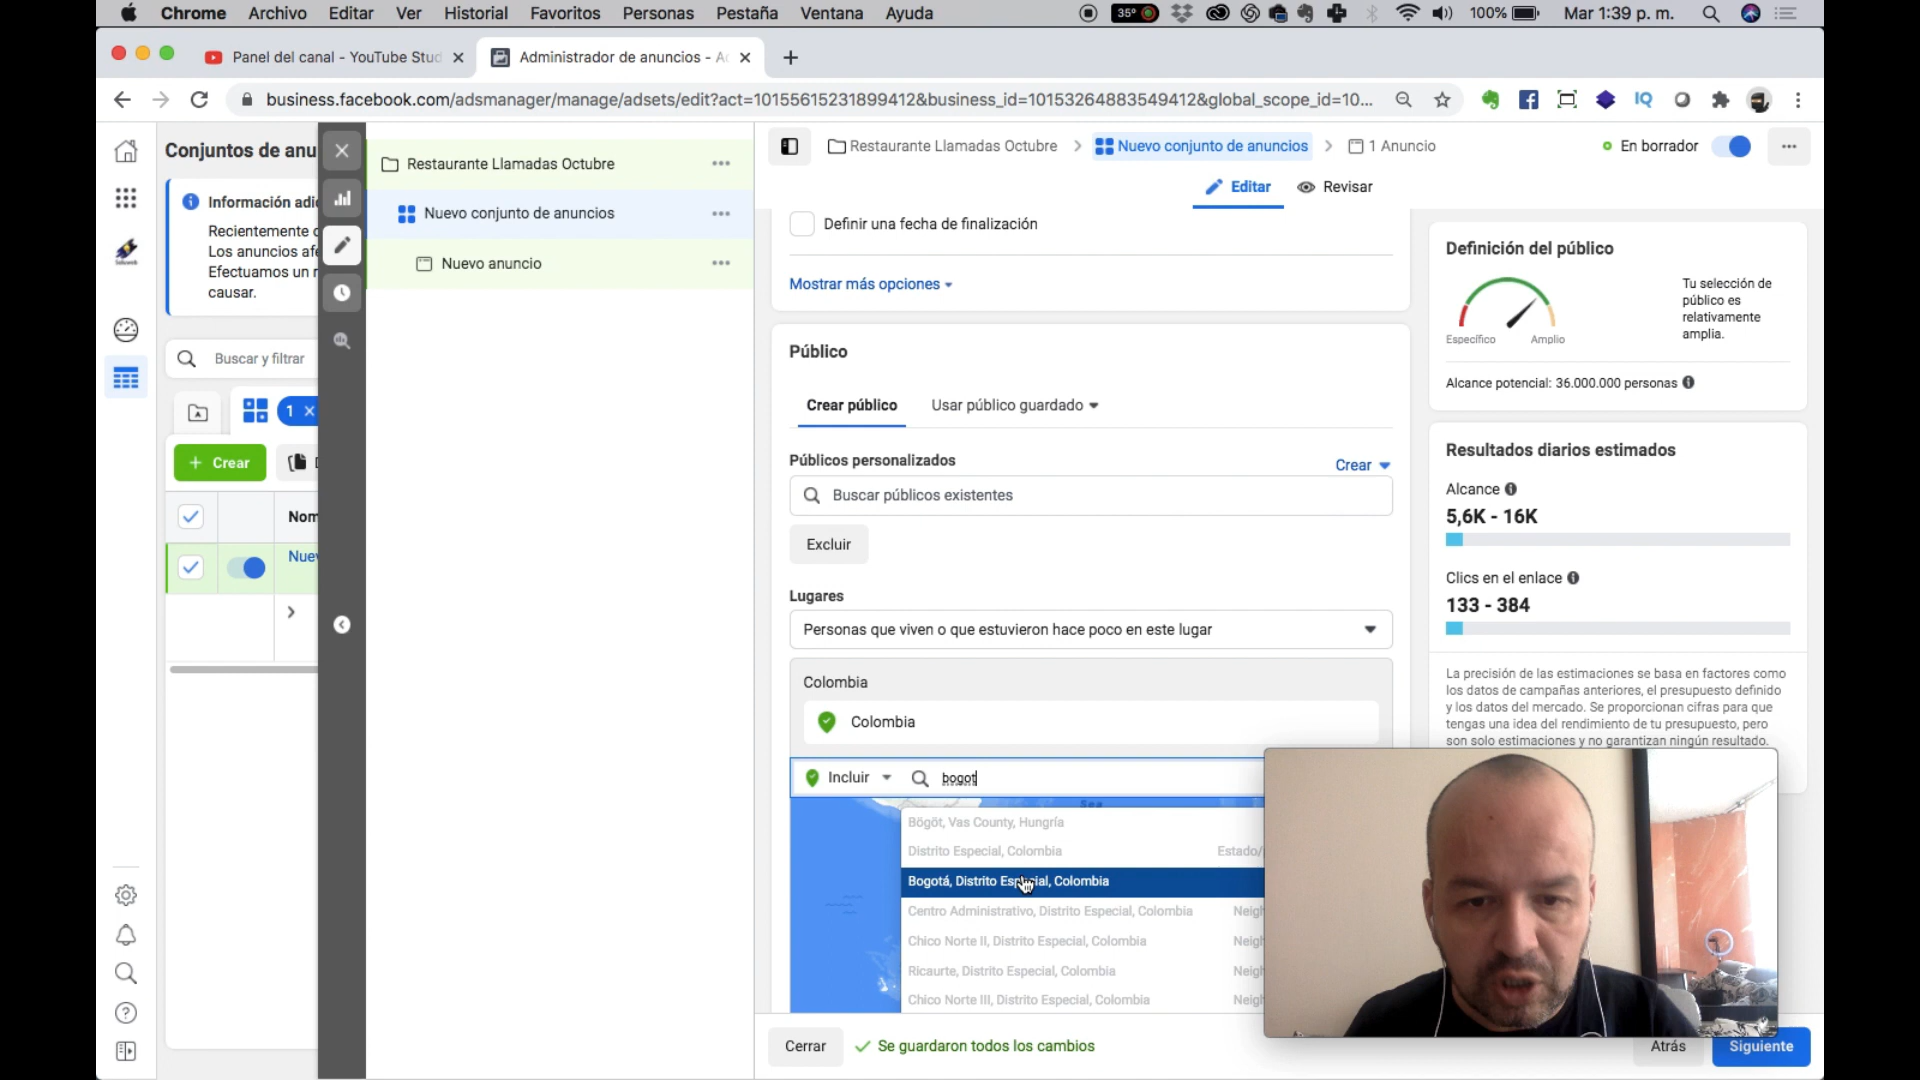 Chrome Archivo Editar Ver Historial Favoritos Personas Pestaña Ventana Ayuda 35° 100% Mar 1:39 p. m.
Panel del canal - YouTube Stud
Administrador de anuncios - Ad
business.facebook.com/adsmanager/manage/adsets/edit?act=10155615231899412&business_id=10153264883549412&global_scope_id=10...
IQ
Conjuntos de anu
Información adi
Recientemente
Los anuncios afe
Efectuamos un r
causar.
Buscar y filtrar
1
Crear
Nom
Nuev
Restaurante Llamadas Octubre
Nuevo conjunto de anuncios
Nuevo anuncio
Restaurante Llamadas Octubre
Nuevo conjunto de anuncios
1 Anuncio
En borrador
Editar
Revisar
Definir una fecha de finalización
Mostrar más opciones
Público
Crear público
Usar público guardado
Públicos personalizados
Crear
Buscar públicos existentes
Excluir
Lugares
Personas que viven o que estuvieron hace poco en este lugar
Colombia
Colombia
Incluir
bogot
Sea
Bögöt, Vas County, Hungría
Distrito Especial, Colombia Estado/p
Bogotá, Distrito Especial, Colombia
Centro Administrativo, Distrito Especial, Colombia Neigh
Chico Norte II, Distrito Especial, Colombia Neigh
Ricaurte, Distrito Especial, Colombia Neigh
Chico Norte III, Distrito Especial, Colombia Neigh
Cerrar
Se guardaron todos los cambios
Atrás
Siguiente
Definición del público
Específico
Amplio
Tu selección de
público es
relativamente
amplia.
Alcance potencial: 36.000.000 personas
Resultados diarios estimados
Alcance
5,6K - 16K
Clics en el enlace
133 - 384
La precisión de las estimaciones se basa en factores como
los datos de campañas anteriores, el presupuesto definido
y los datos del mercado. Se proporcionan cifras para que
tengas una idea del rendimiento de tu presupuesto, pero
son solo estimaciones y no garantizan ningún resultado.